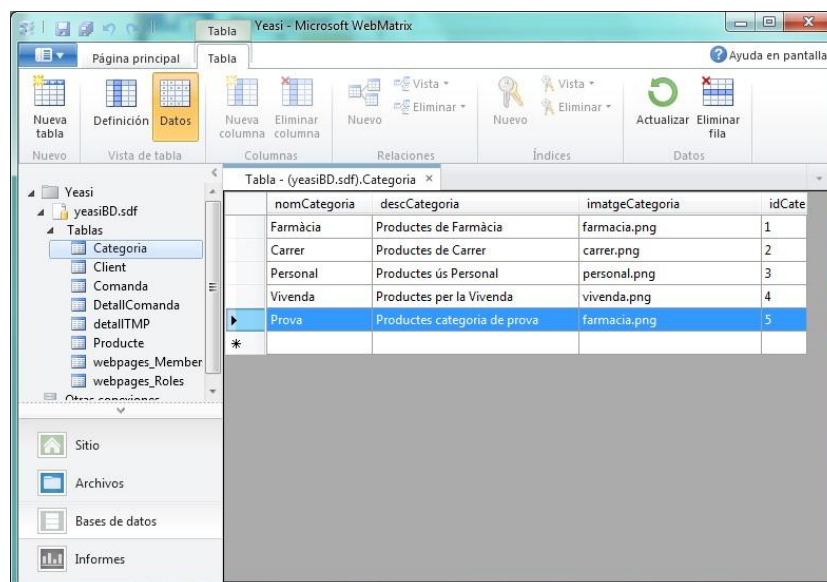 Tabla
Yeasi - Microsoft WebMatrix
Página principal
Tabla
Ayuda en pantalla
Nueva tabla
Definición
Datos
Nueva columna
Eliminar columna
Nuevo
Vista
Eliminar
Nuevo
Vista
Eliminar
Actualizar
Eliminar fila
Nuevo
Vista de tabla
Columnas
Relaciones
Índices
Datos
Yeasi
yeasiBD.sdf
Tablas
Categoria
Client
Comanda
DetallComanda
detallTMP
Producte
webpages_Member
webpages_Roles
Otras conexiones
Sitio
Archivos
Bases de datos
Informes
Tabla - (yeasiBD.sdf).Categoria
nomCategoria descCategoria imatgeCategoria idCate
Farmàcia Productes de Farmàcia farmacia.png 1
Carrer Productes de Carrer carrer.png 2
Personal Productes ús Personal personal.png 3
Vivenda Productes per la Vivenda vivenda.png 4
Prova Productes categoria de prova farmacia.png 5